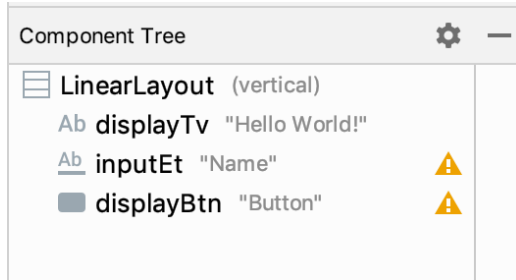 Component Tree
LinearLayout (vertical)
Ab displayTv "Hello World!"
Ab inputEt "Name"
displayBtn "Button"